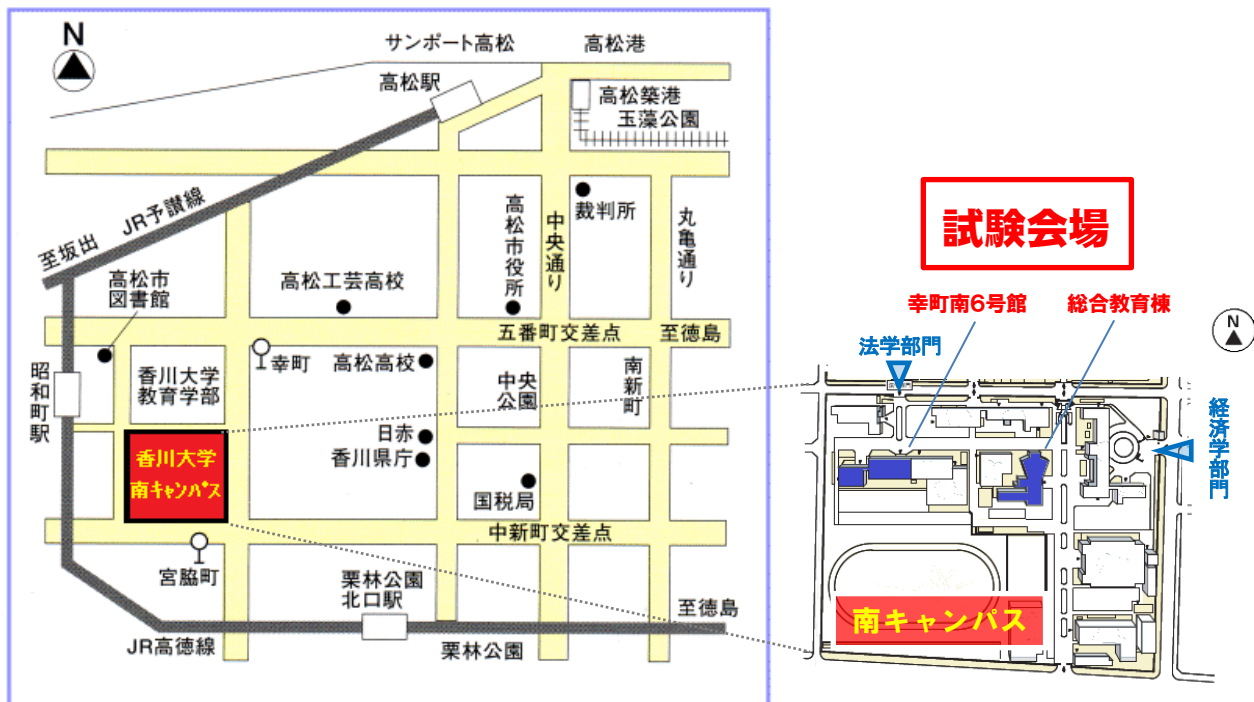 N
サンポート高松
高松港
高松駅
高松築港
玉藻公園
JR予讃線
至坂出
高松市
図書館
高松工芸高校
高松市役所
中央通り
裁判所
丸亀通り
五番町交差点
至徳島
昭和町駅
香川大学
教育学部
幸町
高松高校
中央
公園
南新町
日赤
香川県庁
香川大学
南キャンパス
国税局
中新町交差点
宮脇町
栗林公園
北口駅
至徳島
JR高徳線
栗林公園
試験会場
幸町南6号館
総合教育棟
N
法学部門
経済学部門
南キャンパス